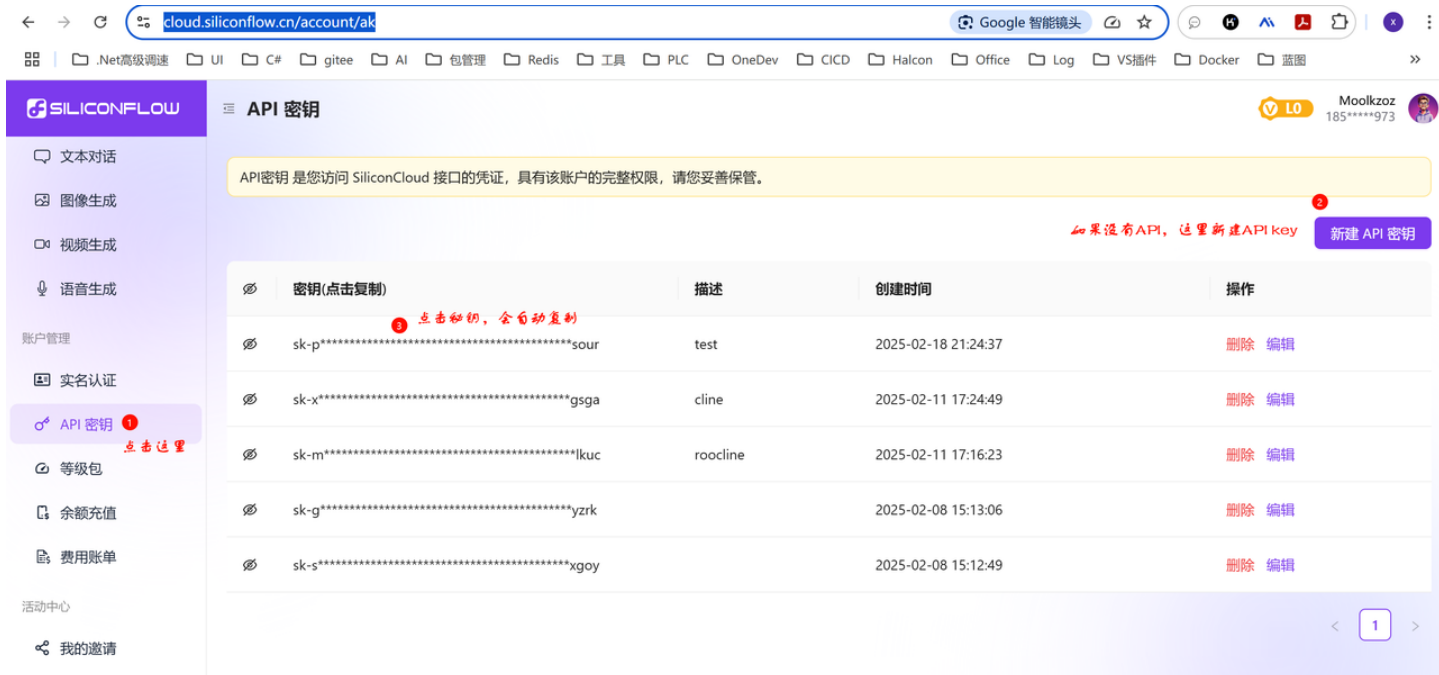 cloud.siliconflow.cn/account/ak
Google 智能镜头
.Net高级调速 UI C# gitee AI 包管理 Redis 工具 PLC OneDev CICD Halcon Office Log VS插件 Docker 蓝图
SILICONFLOW
API 密钥
L0
Moolkzoz
185*****973
文本对话
图像生成
视频生成
语音生成
账户管理
实名认证
API 密钥 1
点击这里
等级包
余额充值
费用账单
活动中心
我的邀请
API密钥 是您访问 SiliconCloud 接口的凭证，具有该账户的完整权限，请您妥善保管。
2
如果没有API，这里新建API key
新建 API 密钥
密钥(点击复制) 描述 创建时间 操作
3 点击秘钥，会自动复制
sk-p********************************************sour test 2025-02-18 21:24:37 删除 编辑
sk-x********************************************gsga cline 2025-02-11 17:24:49 删除 编辑
sk-m********************************************lkuc roocline 2025-02-11 17:16:23 删除 编辑
sk-g********************************************yzrk 2025-02-08 15:13:06 删除 编辑
sk-s********************************************xgoy 2025-02-08 15:12:49 删除 编辑
1